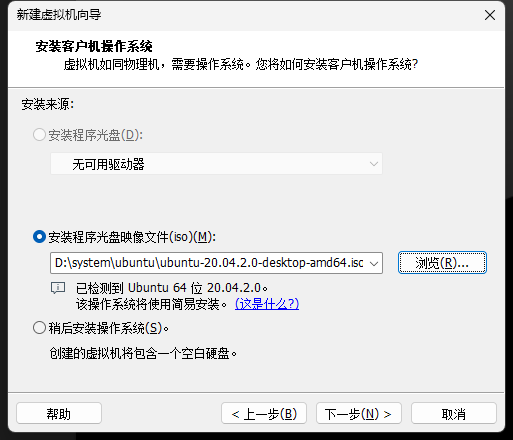 新建虚拟机向导
安装客户机操作系统
虚拟机如同物理机，需要操作系统。您将如何安装客户机操作系统?
安装来源:
安装程序光盘(D):
无可用驱动器
安装程序光盘映像文件(iso)(M):
D:\system\ubuntu\ubuntu-20.04.2.0-desktop-amd64.isc
浏览(R)...
已检测到 Ubuntu 64 位 20.04.2.0。
该操作系统将使用简易安装。 (这是什么?)
稍后安装操作系统(S)。
创建的虚拟机将包含一个空白硬盘。
帮助
< 上一步(B)
下一步(N) >
取消